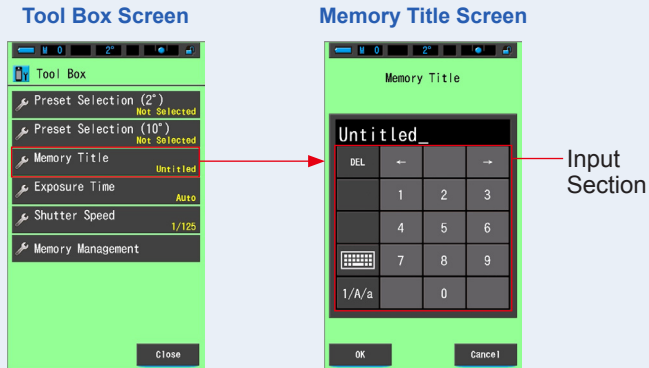 Tool Box Screen
M 0 2°
Tool Box
Preset Selection (2°)
Not Selected
Preset Selection (10°)
Not Selected
Memory Title
Untitled
Exposure Time
Auto
Shutter Speed
1/125
Memory Management
Close
Memory Title Screen
M 0 2°
Memory Title
Untitled_
DEL ← →
1 2 3
4 5 6
7 8 9
1/A/a 0
OK Cancel
Input
Section